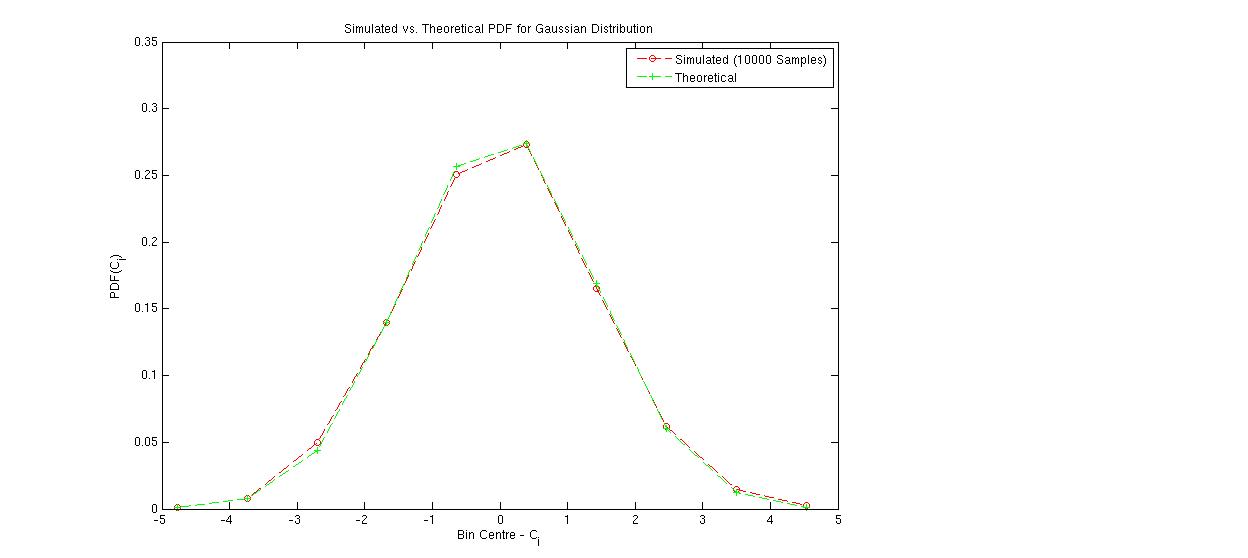 Simulated vs. Theoretical PDF for Gaussian Distribution
0.35
0.3
0.25
0.2
0.15
0.1
0.05
0
PDF(Ci)
Simulated (10000 Samples)
Theoretical
-5 -4 -3 -2 -1 0 1 2 3 4 5
Bin Centre - Ci